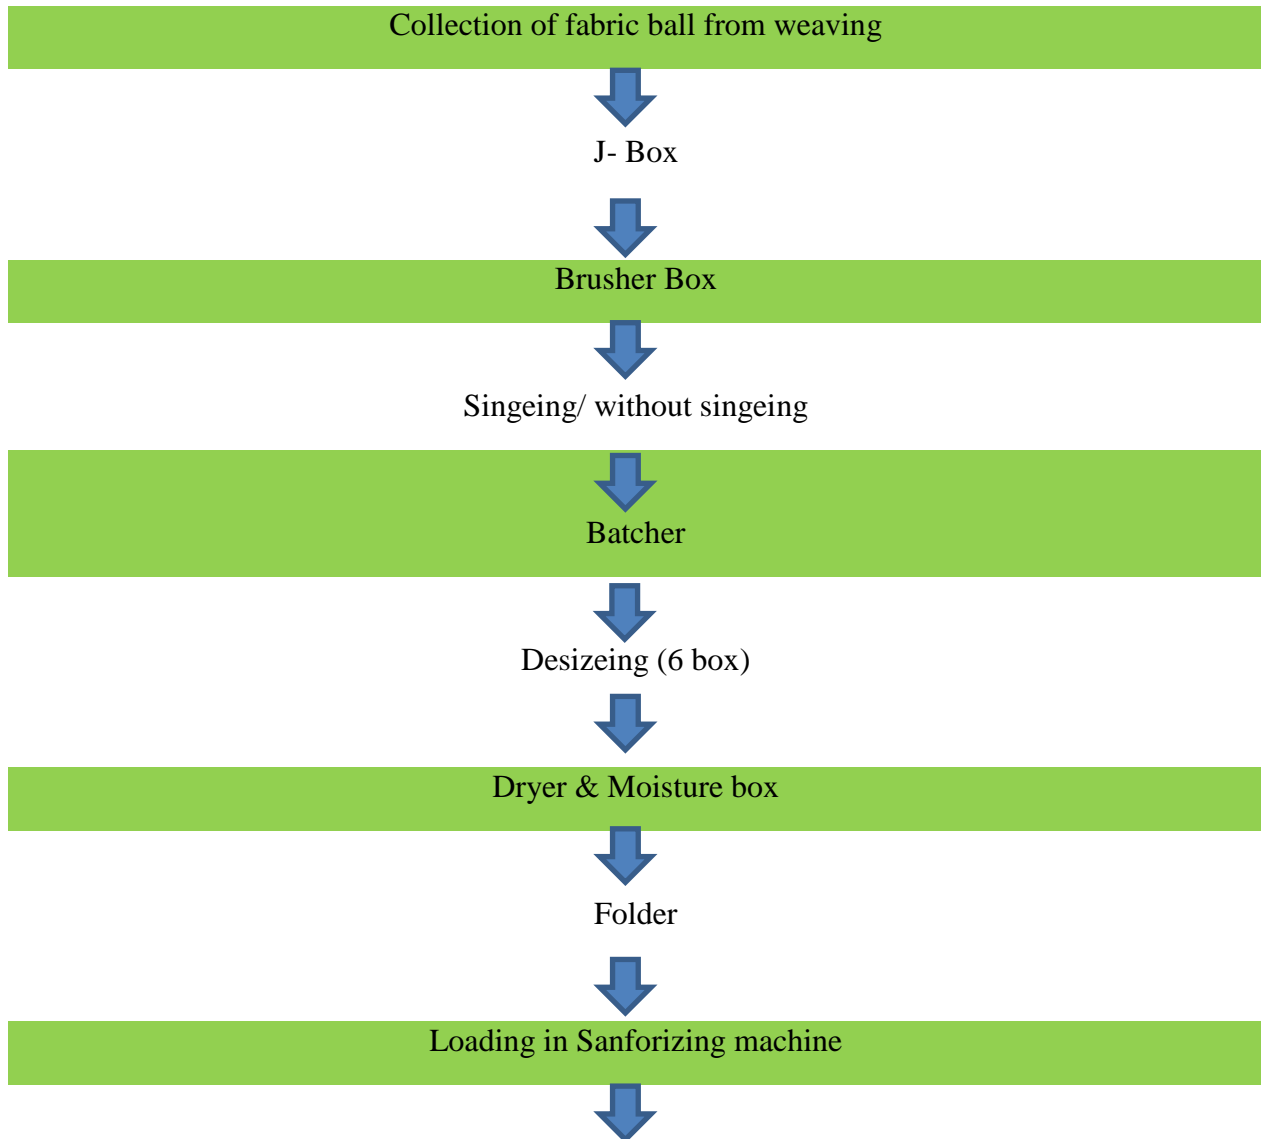 Collection of fabric ball from weaving
J- Box
Brusher Box
Singeing/ without singeing
Batcher
Desizeing (6 box)
Dryer & Moisture box
Folder
Loading in Sanforizing machine